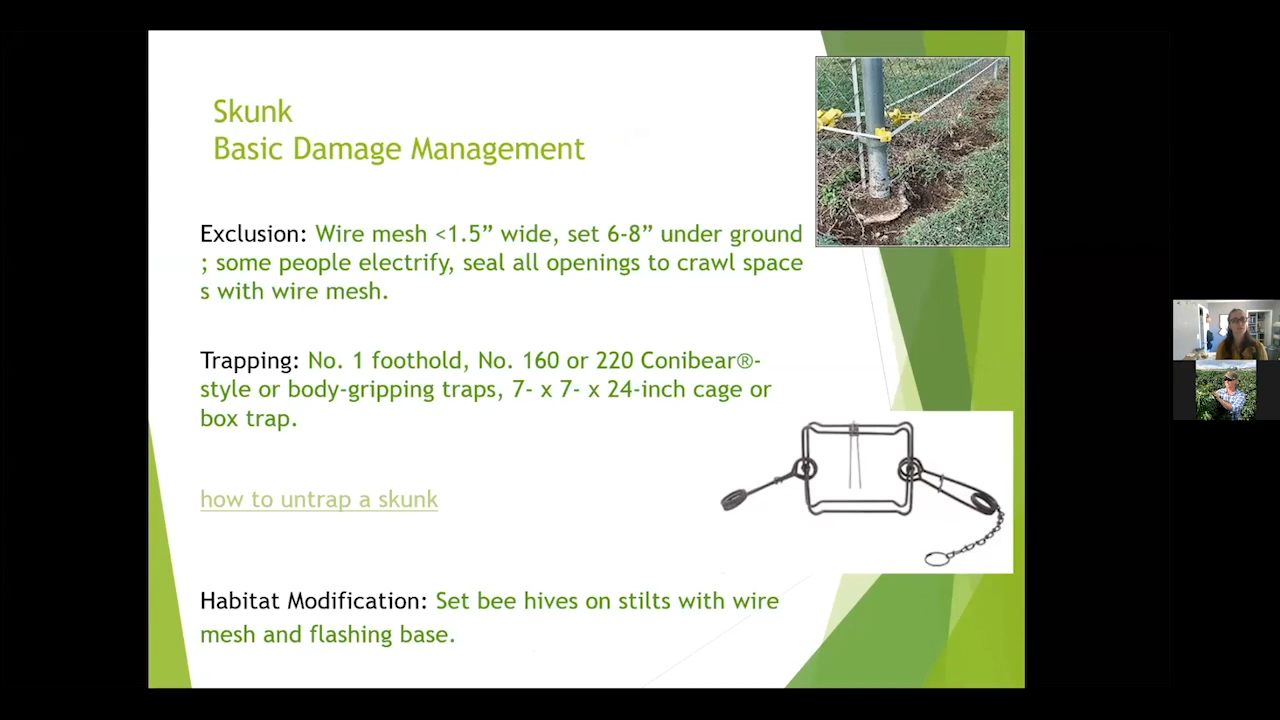 Skunk
Basic Damage Management
Exclusion: Wire mesh <1.5” wide, set 6-8” under ground
; some people electrify, seal all openings to crawl space
s with wire mesh.
Trapping: No. 1 foothold, No. 160 or 220 Conibear®-
style or body-gripping traps, 7- x 7- x 24-inch cage or
box trap.
how to untrap a skunk
Habitat Modification: Set bee hives on stilts with wire
mesh and flashing base.